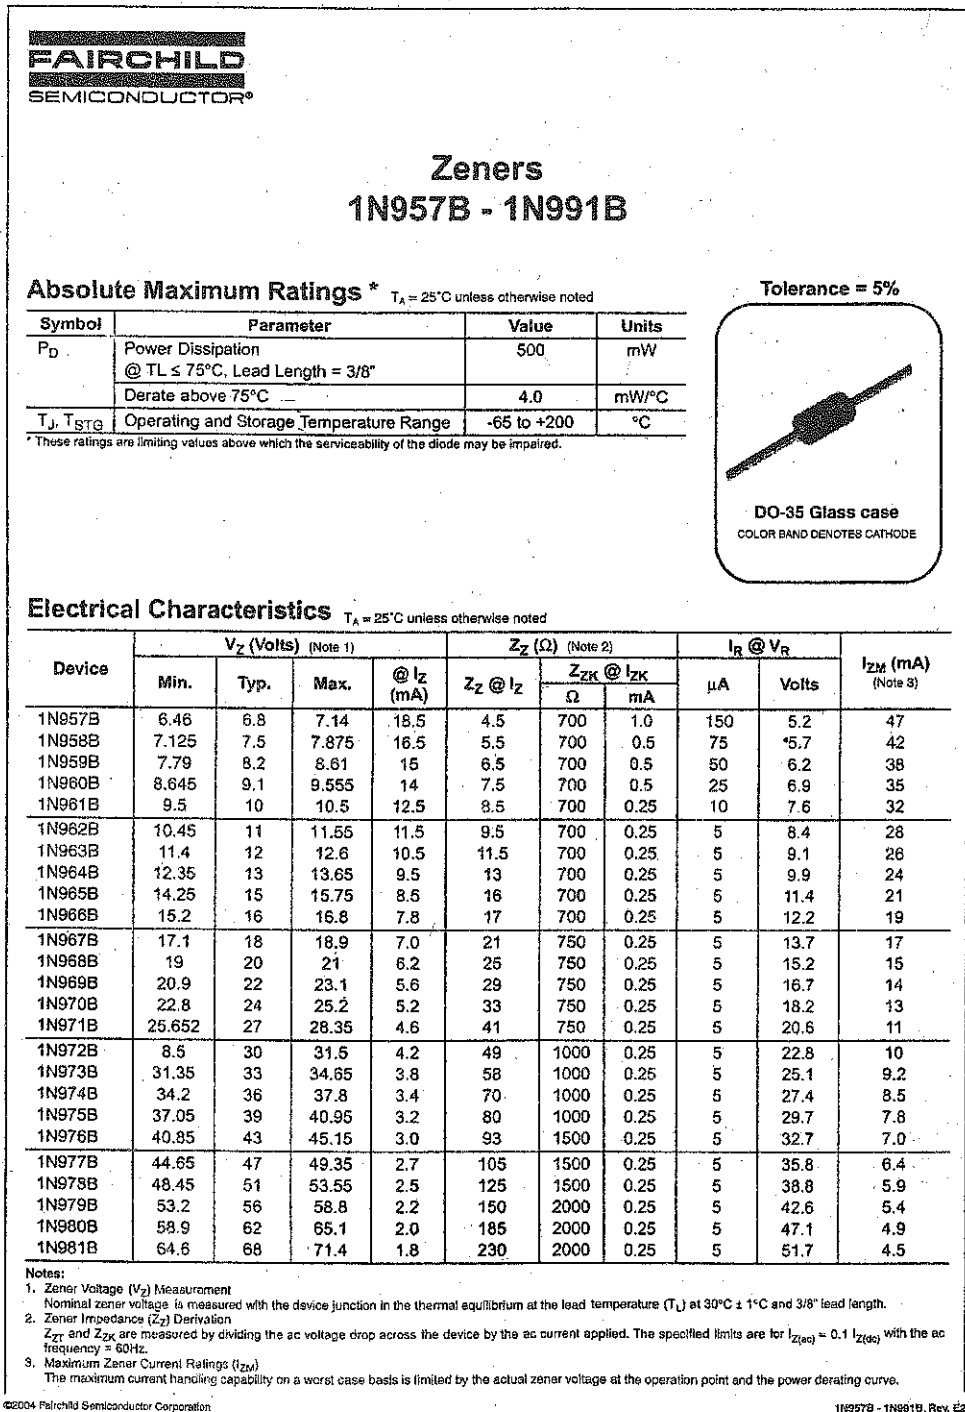 FAIRCHILD
SEMICONDUCTOR®
Zeners
1N957B - 1N991B
Absolute Maximum Ratings * TA = 25°C unless otherwise noted
Symbol Parameter Value Units
PD Power Dissipation 500 mW
@ TL ≤ 75°C, Lead Length = 3/8"
Derate above 75°C 4.0 mW/°C
TJ, TSTG Operating and Storage Temperature Range -65 to +200 °C
* These ratings are limiting values above which the serviceability of the diode may be impaired.
Tolerance = 5%
DO-35 Glass case
COLOR BAND DENOTES CATHODE
Electrical Characteristics TA = 25°C unless otherwise noted
VZ (Volts) (Note 1) ZZ (Ω) (Note 2) IR @ VR
Device Min. Typ. Max. @ IZ (mA) ZZ @ IZ ZZK @ IZK µA Volts IZM (mA) (Note 3)
Ω mA
1N957B 6.46 6.8 7.14 18.5 4.5 700 1.0 150 5.2 47
1N958B 7.125 7.5 7.875 16.5 5.5 700 0.5 75 5.7 42
1N959B 7.79 8.2 8.61 15 6.5 700 0.5 50 6.2 38
1N960B 8.645 9.1 9.555 14 7.5 700 0.5 25 6.9 35
1N961B 9.5 10 10.5 12.5 8.5 700 0.25 10 7.6 32
1N962B 10.45 11 11.55 11.5 9.5 700 0.25 5 8.4 28
1N963B 11.4 12 12.6 10.5 11.5 700 0.25 5 9.1 26
1N964B 12.35 13 13.65 9.5 13 700 0.25 5 9.9 24
1N965B 14.25 15 15.75 8.5 16 700 0.25 5 11.4 21
1N966B 15.2 16 16.8 7.8 17 700 0.25 5 12.2 19
1N967B 17.1 18 18.9 7.0 21 750 0.25 5 13.7 17
1N968B 19 20 21 6.2 25 750 0.25 5 15.2 15
1N969B 20.9 22 23.1 5.6 29 750 0.25 5 16.7 14
1N970B 22.8 24 25.2 5.2 33 750 0.25 5 18.2 13
1N971B 25.652 27 28.35 4.6 41 750 0.25 5 20.6 11
1N972B 8.5 30 31.5 4.2 49 1000 0.25 5 22.8 10
1N973B 31.35 33 34.65 3.8 58 1000 0.25 5 25.1 9.2
1N974B 34.2 36 37.8 3.4 70 1000 0.25 5 27.4 8.5
1N975B 37.05 39 40.95 3.2 80 1000 0.25 5 29.7 7.8
1N976B 40.85 43 45.15 3.0 93 1500 0.25 5 32.7 7.0
1N977B 44.65 47 49.35 2.7 105 1500 0.25 5 35.8 6.4
1N978B 48.45 51 53.55 2.5 125 1500 0.25 5 38.8 5.9
1N979B 53.2 56 58.8 2.2 150 2000 0.25 5 42.6 5.4
1N980B 58.9 62 65.1 2.0 185 2000 0.25 5 47.1 4.9
1N981B 64.6 68 71.4 1.8 230 2000 0.25 5 51.7 4.5
Notes:
1. Zener Voltage (VZ) Measurement
Nominal zener voltage is measured with the device junction in the thermal equilibrium at the lead temperature (TL) at 30°C ± 1°C and 3/8" lead length.
2. Zener Impedance (ZZ) Derivation
ZZT and ZZK are measured by dividing the ac voltage drop across the device by the ac current applied. The specified limits are for IZ(ac) = 0.1 IZ(dc) with the ac
frequency = 60Hz.
3. Maximum Zener Current Ratings (IZM)
The maximum current handling capability on a worst case basis is limited by the actual zener voltage at the operation point and the power derating curve.
©2004 Fairchild Semiconductor Corporation 1N957B - 1N991B, Rev. E2